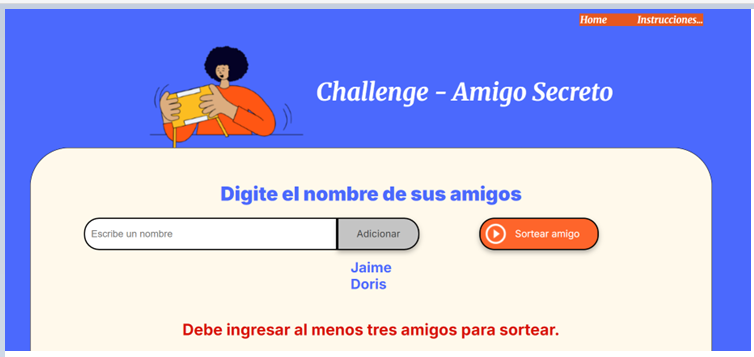 Home Instrucciones...
Challenge - Amigo Secreto
Digite el nombre de sus amigos
Escribe un nombre Adicionar Sortear amigo
Jaime
Doris
Debe ingresar al menos tres amigos para sortear.